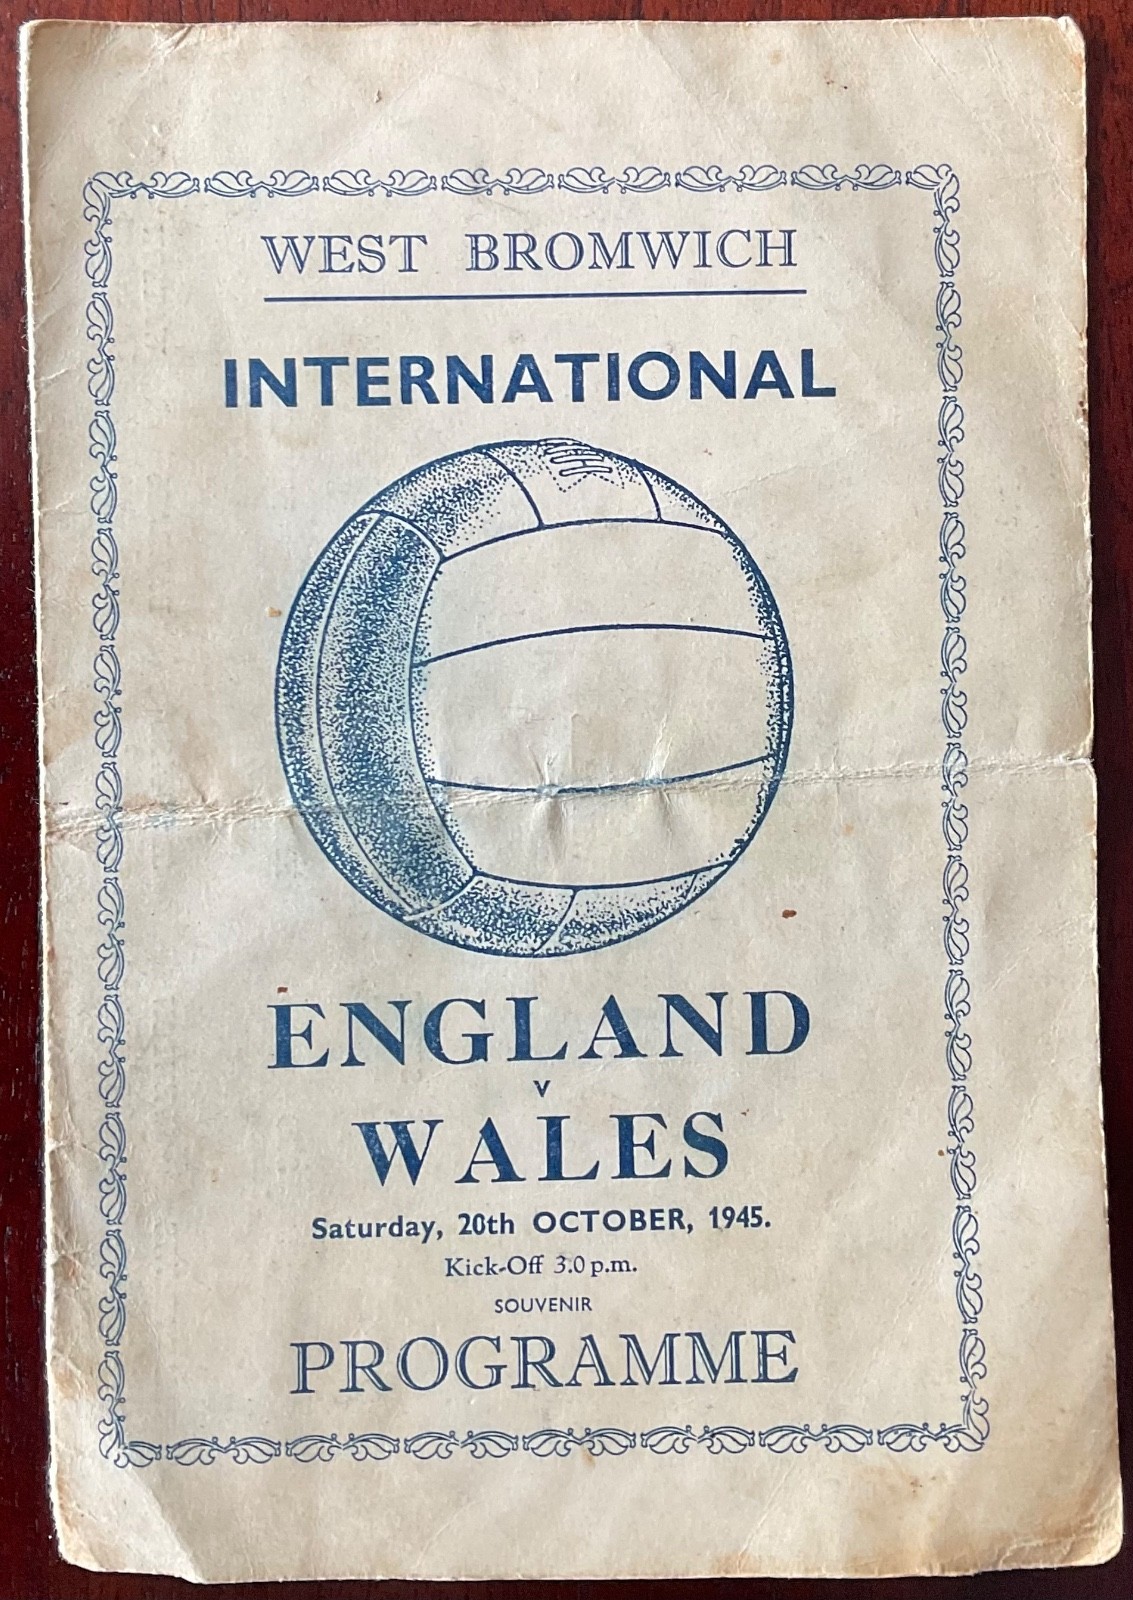 WEST BROMWICH
INTERNATIONAL
ENGLAND
v
WALES
Saturday, 20th OCTOBER, 1945.
Kick-Off 3.0 p.m.
SOUVENIR
PROGRAMME